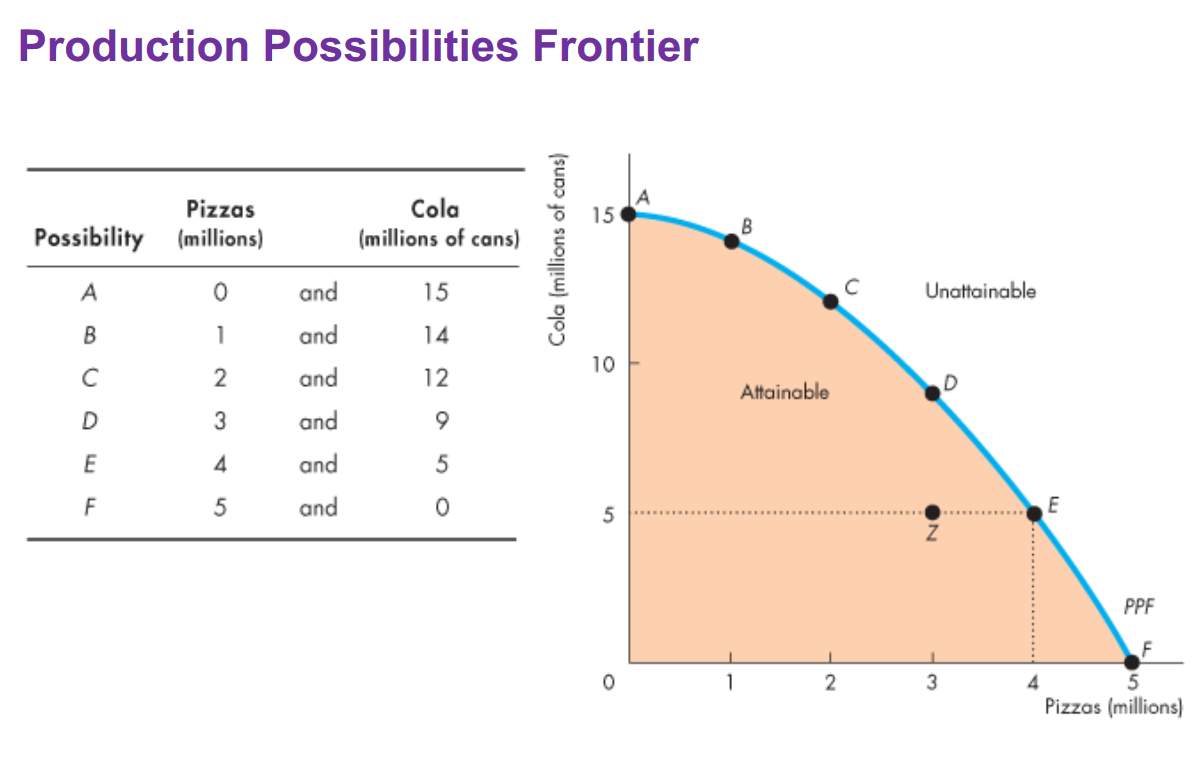 Production Possibilities Frontier
Pizzas Cola
Possibility (millions) (millions of cans)
A 0 and 15
B 1 and 14
C 2 and 12
D 3 and 9
E 4 and 5
F 5 and 0
Cola (millions of cans)
15
10
5
0
A
B
C
D
E
F
Z
Unattainable
Attainable
PPF
1 2 3 4 5
Pizzas (millions)